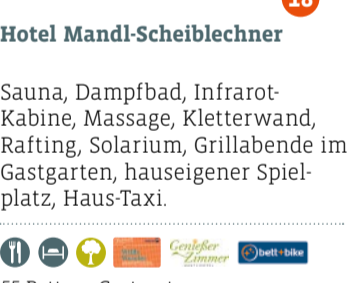 18
Hotel Mandl-Scheiblechner
Sauna, Dampfbad, Infrarot-
Kabine, Massage, Kletterwand,
Rafting, Solarium, Grillabende im
Gastgarten, hauseigener Spiel-
platz, Haus-Taxi.
Genießer
Zimmer
bett+bike